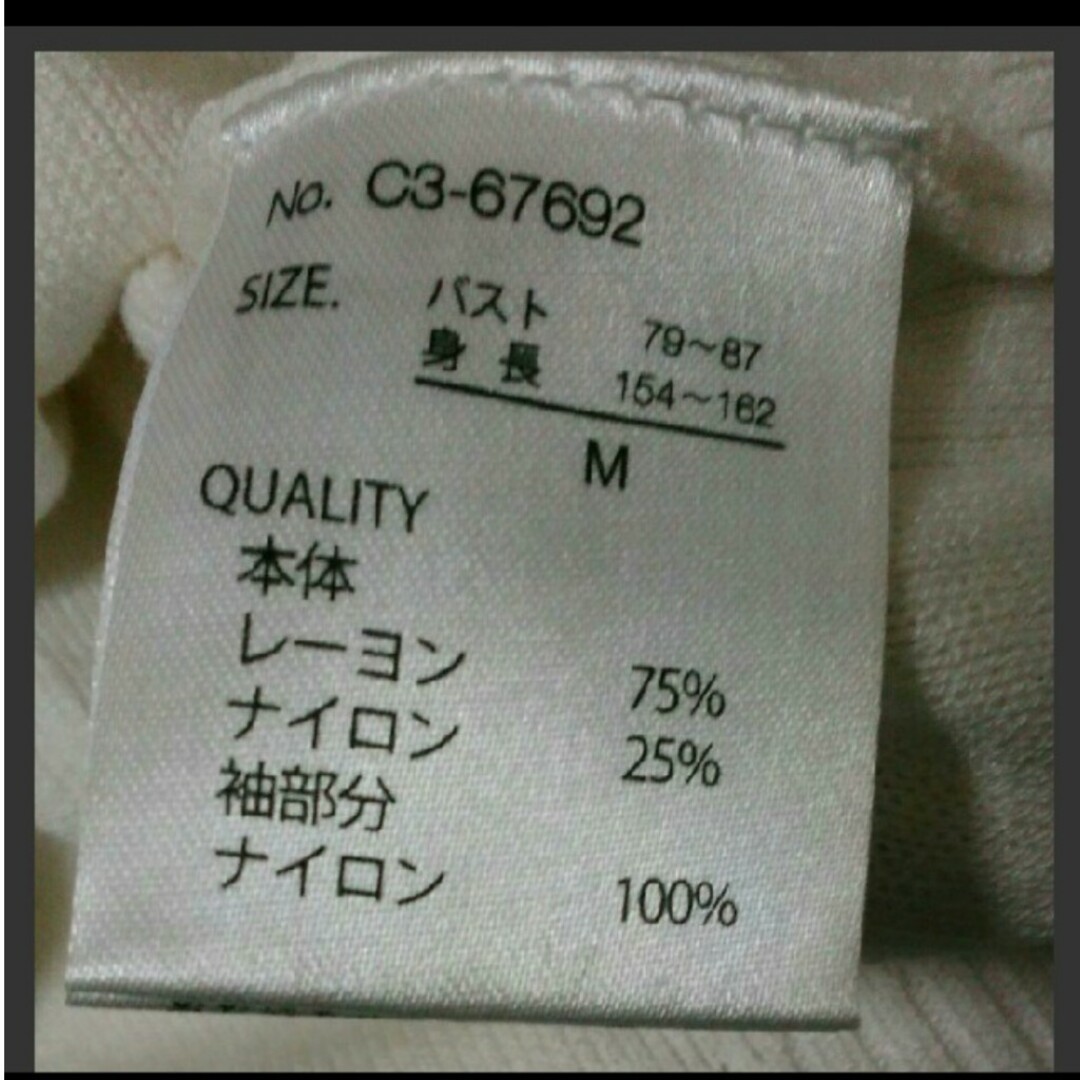 NO. C3-67692
SIZE. バスト 79～87
身長 154～162
M
QUALITY
本体
レーヨン 75%
ナイロン 25%
袖部分
ナイロン 100%